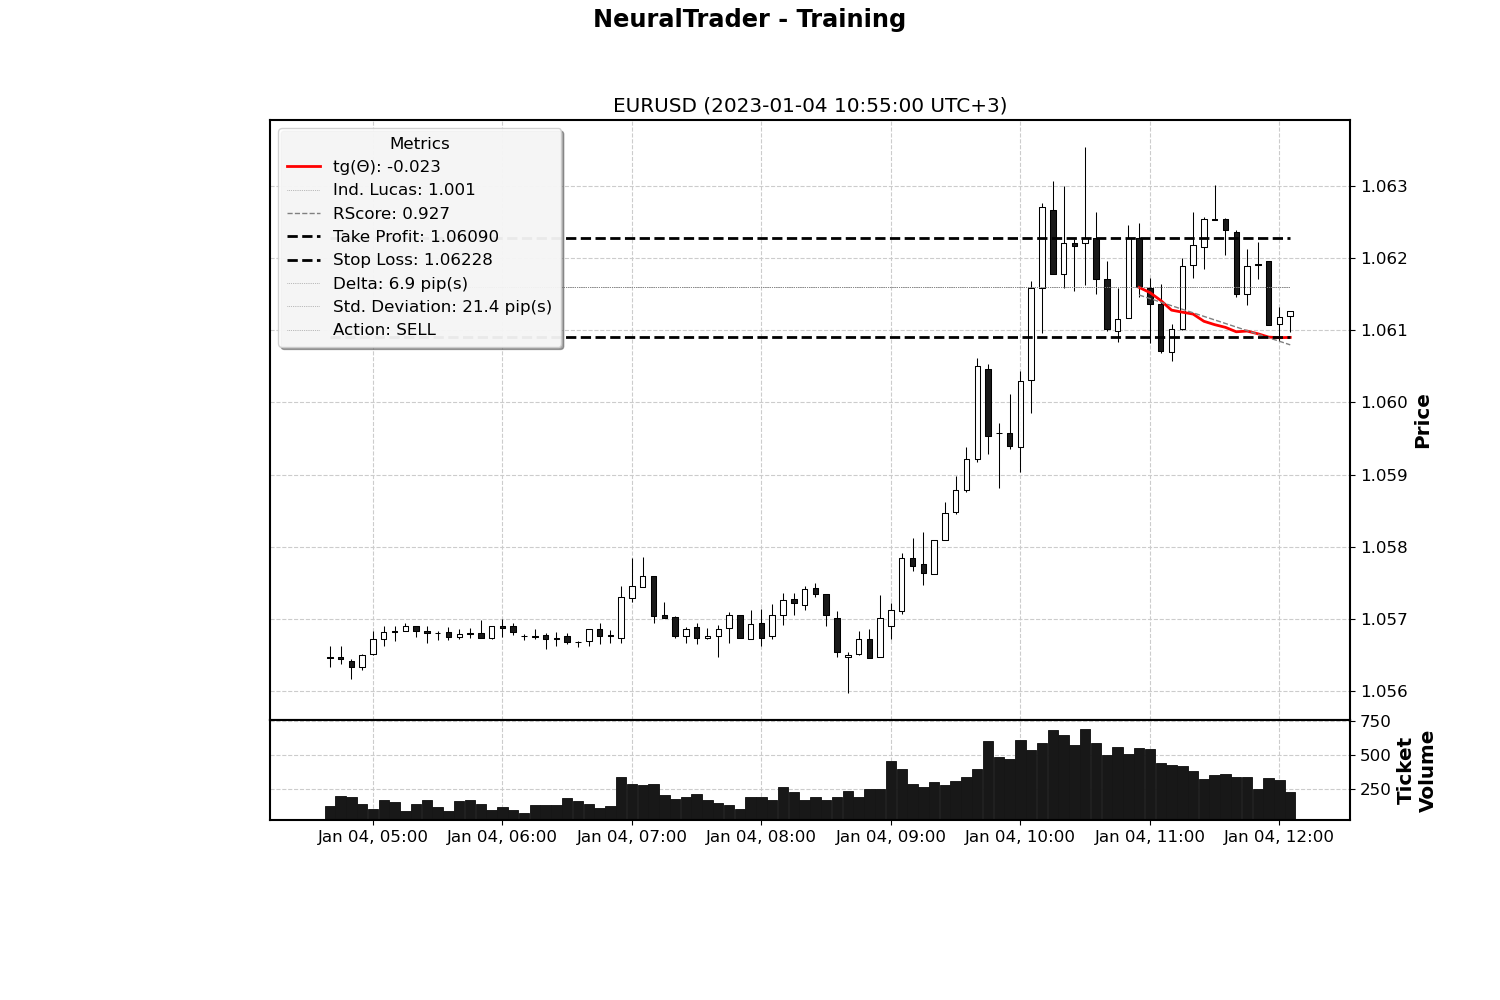 NeuralTrader - Training
EURUSD (2023-01-04 10:55:00 UTC+3)
Metrics
tg(Θ): -0.023
Ind. Lucas: 1.001
RScore: 0.927
Take Profit: 1.06090
Stop Loss: 1.06228
Delta: 6.9 pip(s)
Std. Deviation: 21.4 pip(s)
Action: SELL
1.063
1.062
1.061
1.060
1.059
1.058
1.057
1.056
Price
750
500
250
Ticket
Volume
Jan 04, 05:00 Jan 04, 06:00 Jan 04, 07:00 Jan 04, 08:00 Jan 04, 09:00 Jan 04, 10:00 Jan 04, 11:00 Jan 04, 12:00